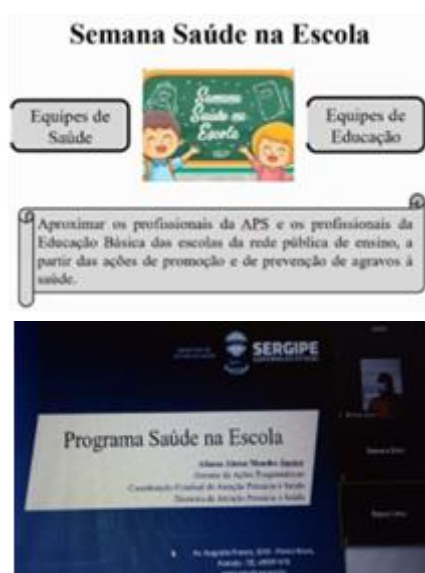 Semana Saúde na Escola
Equipes de
Saúde
Semana
Saúde na
Escola
Equipes de
Educação
Aproximar os profissionais da APS e os profissionais da
Educação Básica das escolas da rede pública de ensino, a
partir das ações de promoção e de prevenção de agravos à
saúde.
SERGIPE
Programa Saúde na Escola
Gerente de Ações Programáticas
Coordenação Estadual de Atenção Primária à Saúde
Diretoria de Atenção Primária à Saúde